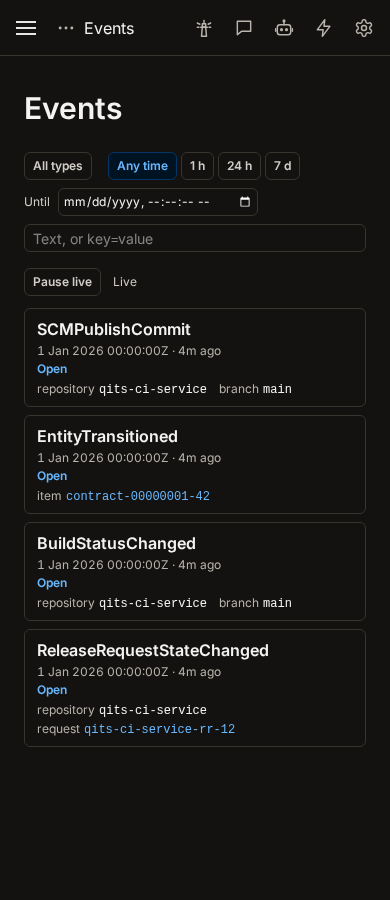 ··· Events
Events
All types Any time 1 h 24 h 7 d
Until mm/dd/yyyy, --:--:-- --
Text, or key=value
Pause live Live
SCMPublishCommit
1 Jan 2026 00:00:00Z · 4m ago
Open
repository qits-ci-service branch main
EntityTransitioned
1 Jan 2026 00:00:00Z · 4m ago
Open
item contract-00000001-42
BuildStatusChanged
1 Jan 2026 00:00:00Z · 4m ago
Open
repository qits-ci-service branch main
ReleaseRequestStateChanged
1 Jan 2026 00:00:00Z · 4m ago
Open
repository qits-ci-service
request qits-ci-service-rr-12